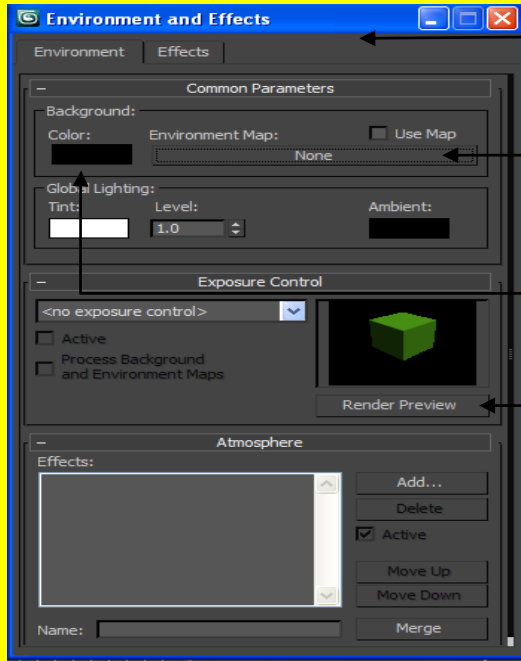 Environment and Effects
Environment Effects
– Common Parameters
Background:
Color: Environment Map: Use Map
None
Global Lighting:
Tint: Level: Ambient:
1.0
– Exposure Control
<no exposure control>
Active
Process Background
and Environment Maps
Render Preview
– Atmosphere
Effects:
Add...
Delete
Active
Move Up
Move Down
Name: Merge